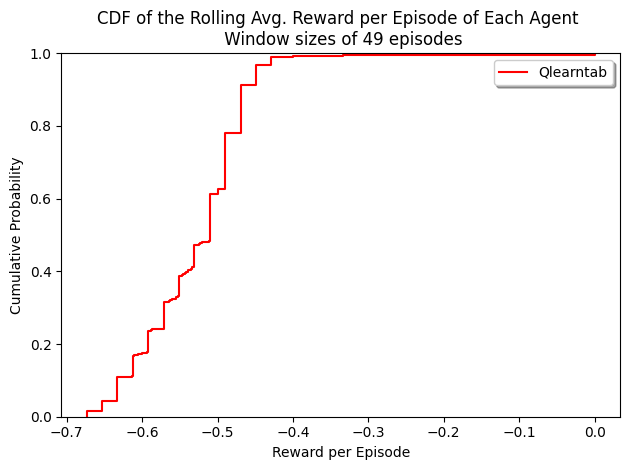 CDF of the Rolling Avg. Reward per Episode of Each Agent
Window sizes of 49 episodes
Qlearntab
Cumulative Probability
1.0
0.8
0.6
0.4
0.2
0.0
−0.7 −0.6 −0.5 −0.4 −0.3 −0.2 −0.1 0.0
Reward per Episode